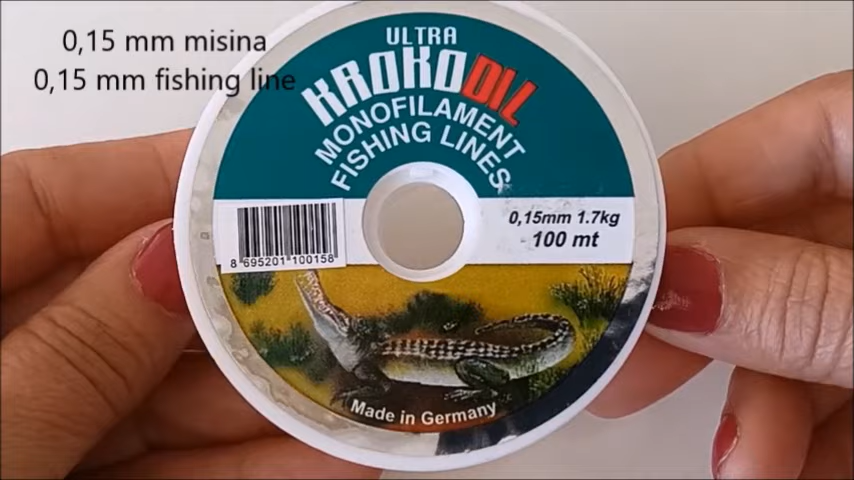 0,15 mm misina
0,15 mm fishing line
ULTRA
KROKODIL
MONOFILAMENT
FISHING LINES
8 695201 100158
0,15mm 1.7kg
100 mt
Made in Germany